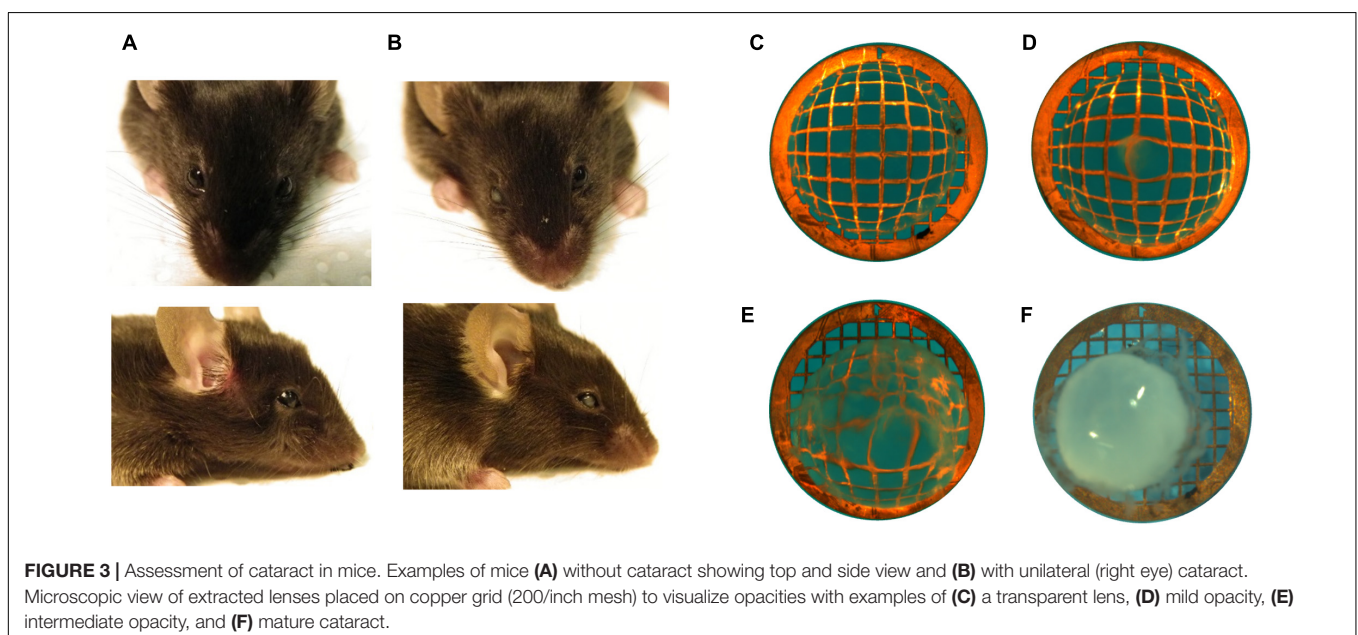 A
B
C
D
E
F
FIGURE 3 | Assessment of cataract in mice. Examples of mice (A) without cataract showing top and side view and (B) with unilateral (right eye) cataract.
Microscopic view of extracted lenses placed on copper grid (200/inch mesh) to visualize opacities with examples of (C) a transparent lens, (D) mild opacity, (E)
intermediate opacity, and (F) mature cataract.